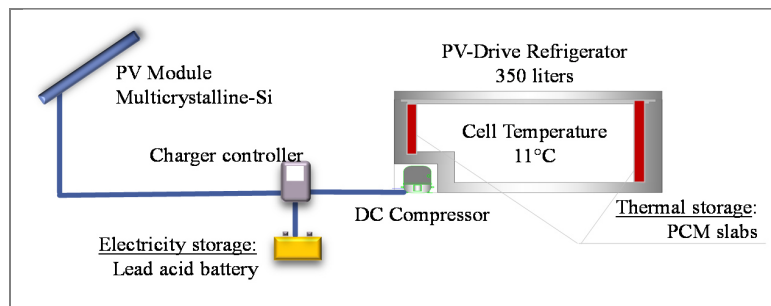 PV Module
Multicrystalline-Si
PV-Drive Refrigerator
350 liters
Cell Temperature
11°C
Charger controller
DC Compressor
Thermal storage:
PCM slabs
Electricity storage:
Lead acid battery